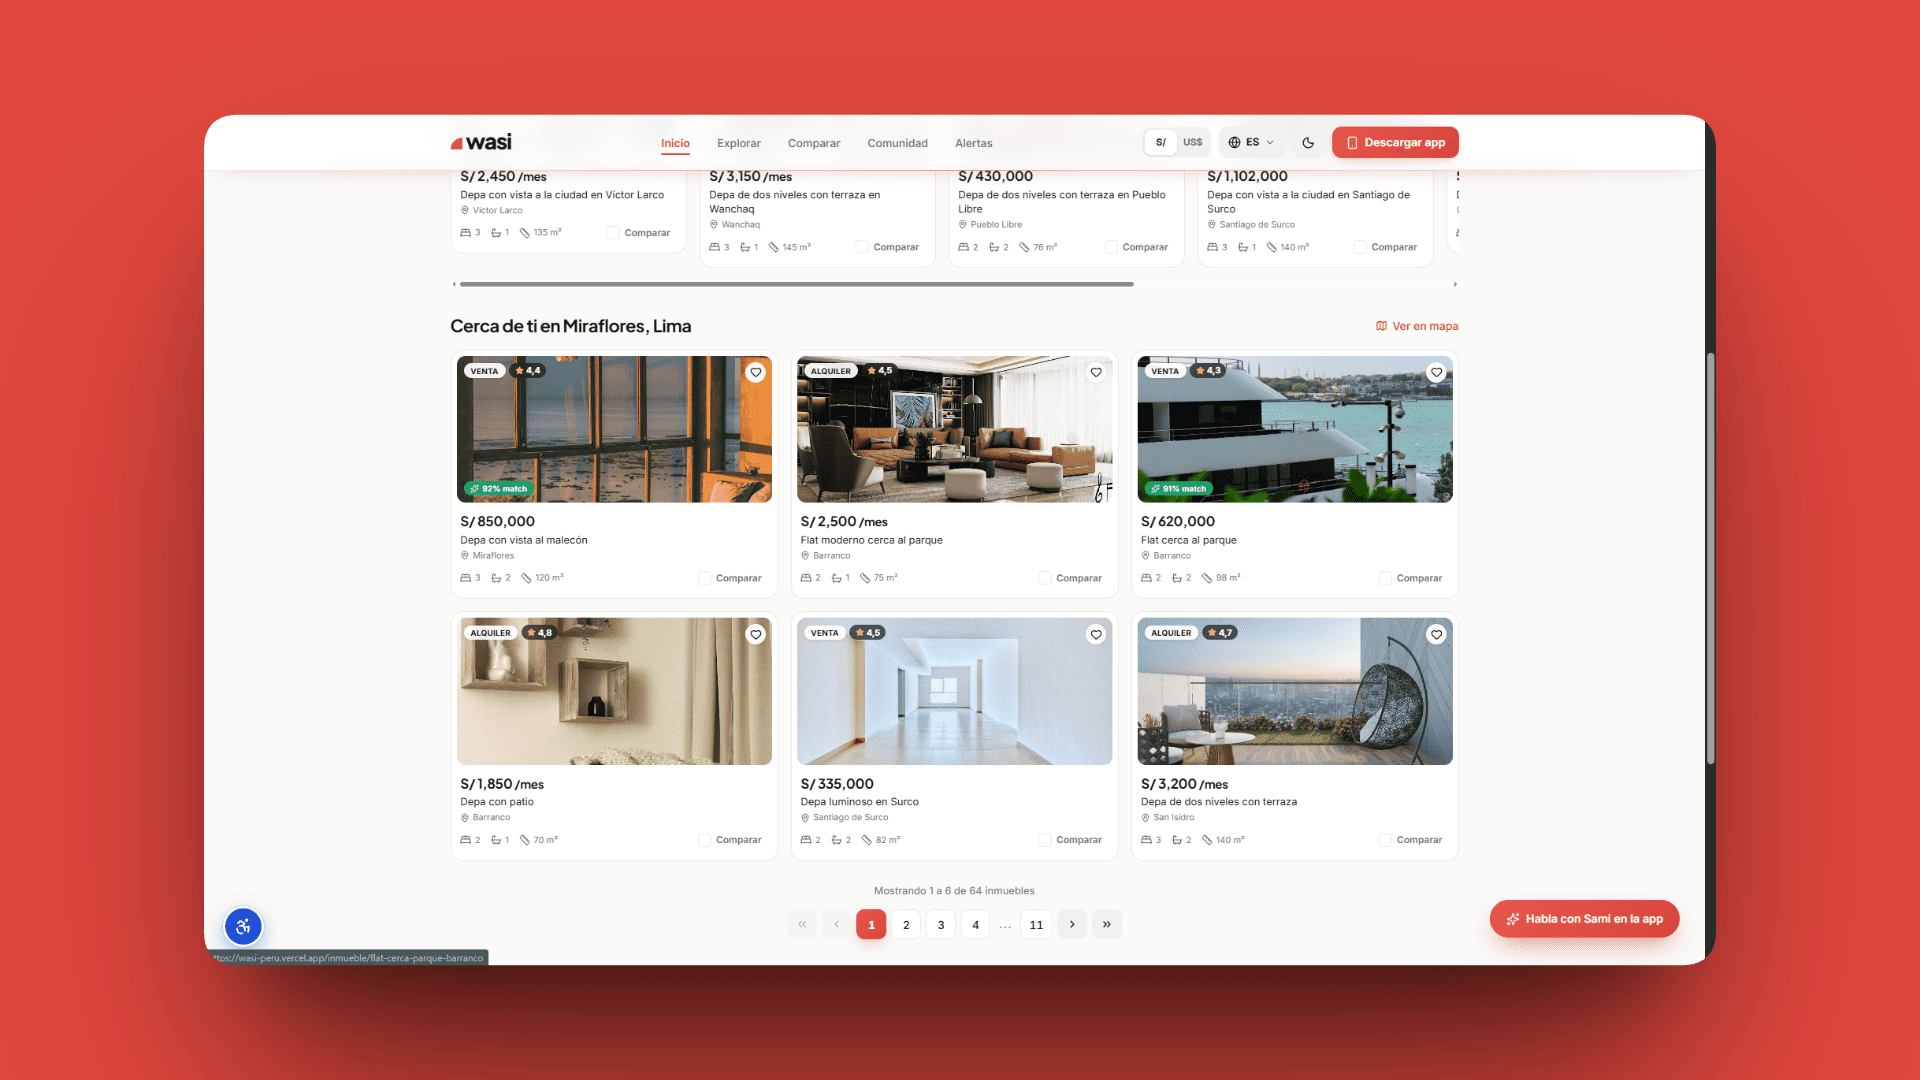 wasi
Inicio
Explorar
Comparar
Comunidad
Alertas
S/
US$
ES
Descargar app
S/ 2,450 /mes
Depa con vista a la ciudad en Víctor Larco
Víctor Larco
3
1
135 m²
Comparar
S/ 3,150 /mes
Depa de dos niveles con terraza en
Wanchaq
Wanchaq
3
1
145 m²
Comparar
S/ 430,000
Depa de dos niveles con terraza en Pueblo
Libre
Pueblo Libre
2
2
76 m²
Comparar
S/ 1,102,000
Depa con vista a la ciudad en Santiago de
Surco
Santiago de Surco
3
1
140 m²
Comparar
Cerca de ti en Miraflores, Lima
Ver en mapa
VENTA
4,4
92% match
S/ 850,000
Depa con vista al malecón
Miraflores
3
2
120 m²
Comparar
ALQUILER
4,5
S/ 2,500 /mes
Flat moderno cerca al parque
Barranco
2
1
75 m²
Comparar
VENTA
4,3
91% match
S/ 620,000
Flat cerca al parque
Barranco
2
2
98 m²
Comparar
ALQUILER
4,8
S/ 1,850 /mes
Depa con patio
Barranco
2
1
70 m²
Comparar
VENTA
4,5
S/ 335,000
Depa luminoso en Surco
Santiago de Surco
2
2
82 m²
Comparar
ALQUILER
4,7
S/ 3,200 /mes
Depa de dos niveles con terraza
San Isidro
3
2
140 m²
Comparar
Mostrando 1 a 6 de 64 inmuebles
« ‹ 1 2 3 4 ... 11 › »
Habla con Sami en la app
ttps://wasi-peru.vercel.app/inmueble/flat-cerca-parque-barranco